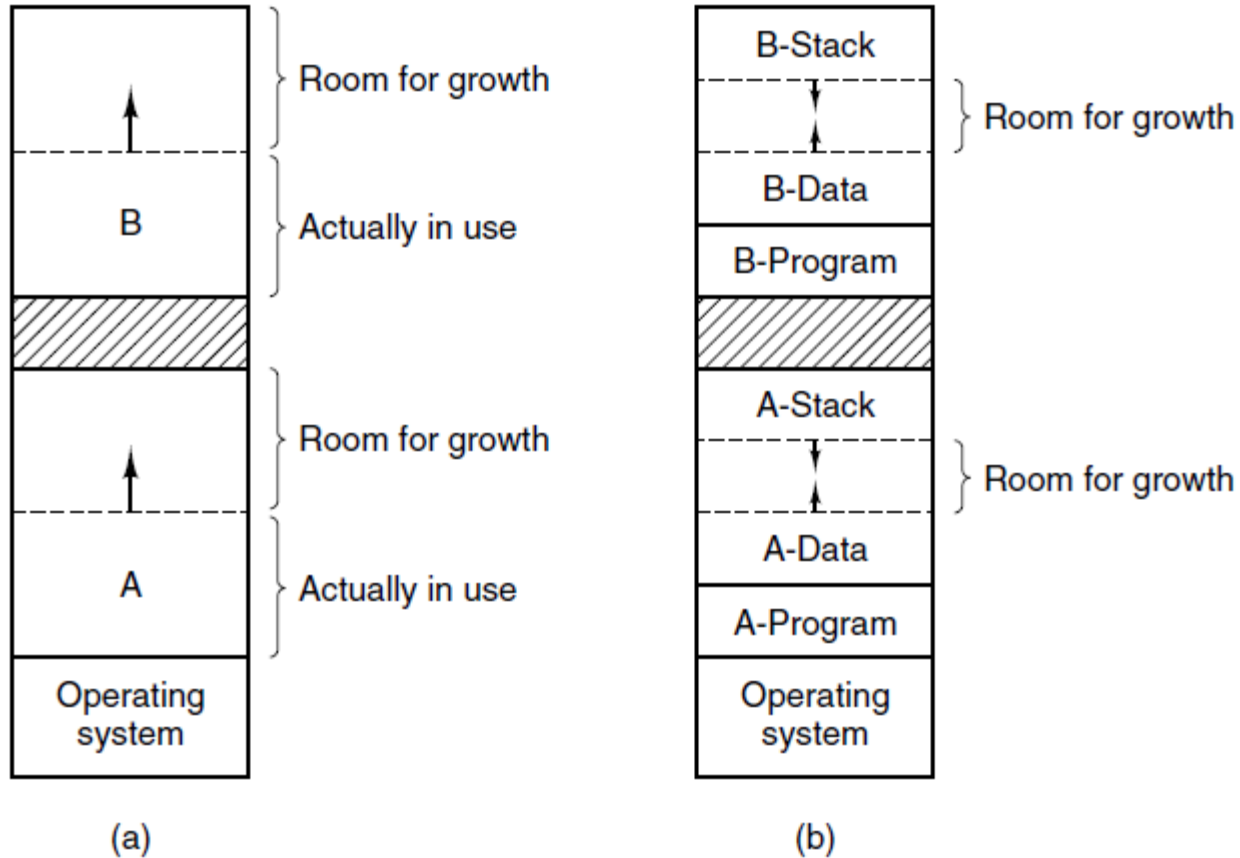 Room for growth
B
Actually in use
Room for growth
A
Actually in use
Operating
system
(a)
B-Stack
Room for growth
B-Data
B-Program
A-Stack
Room for growth
A-Data
A-Program
Operating
system
(b)